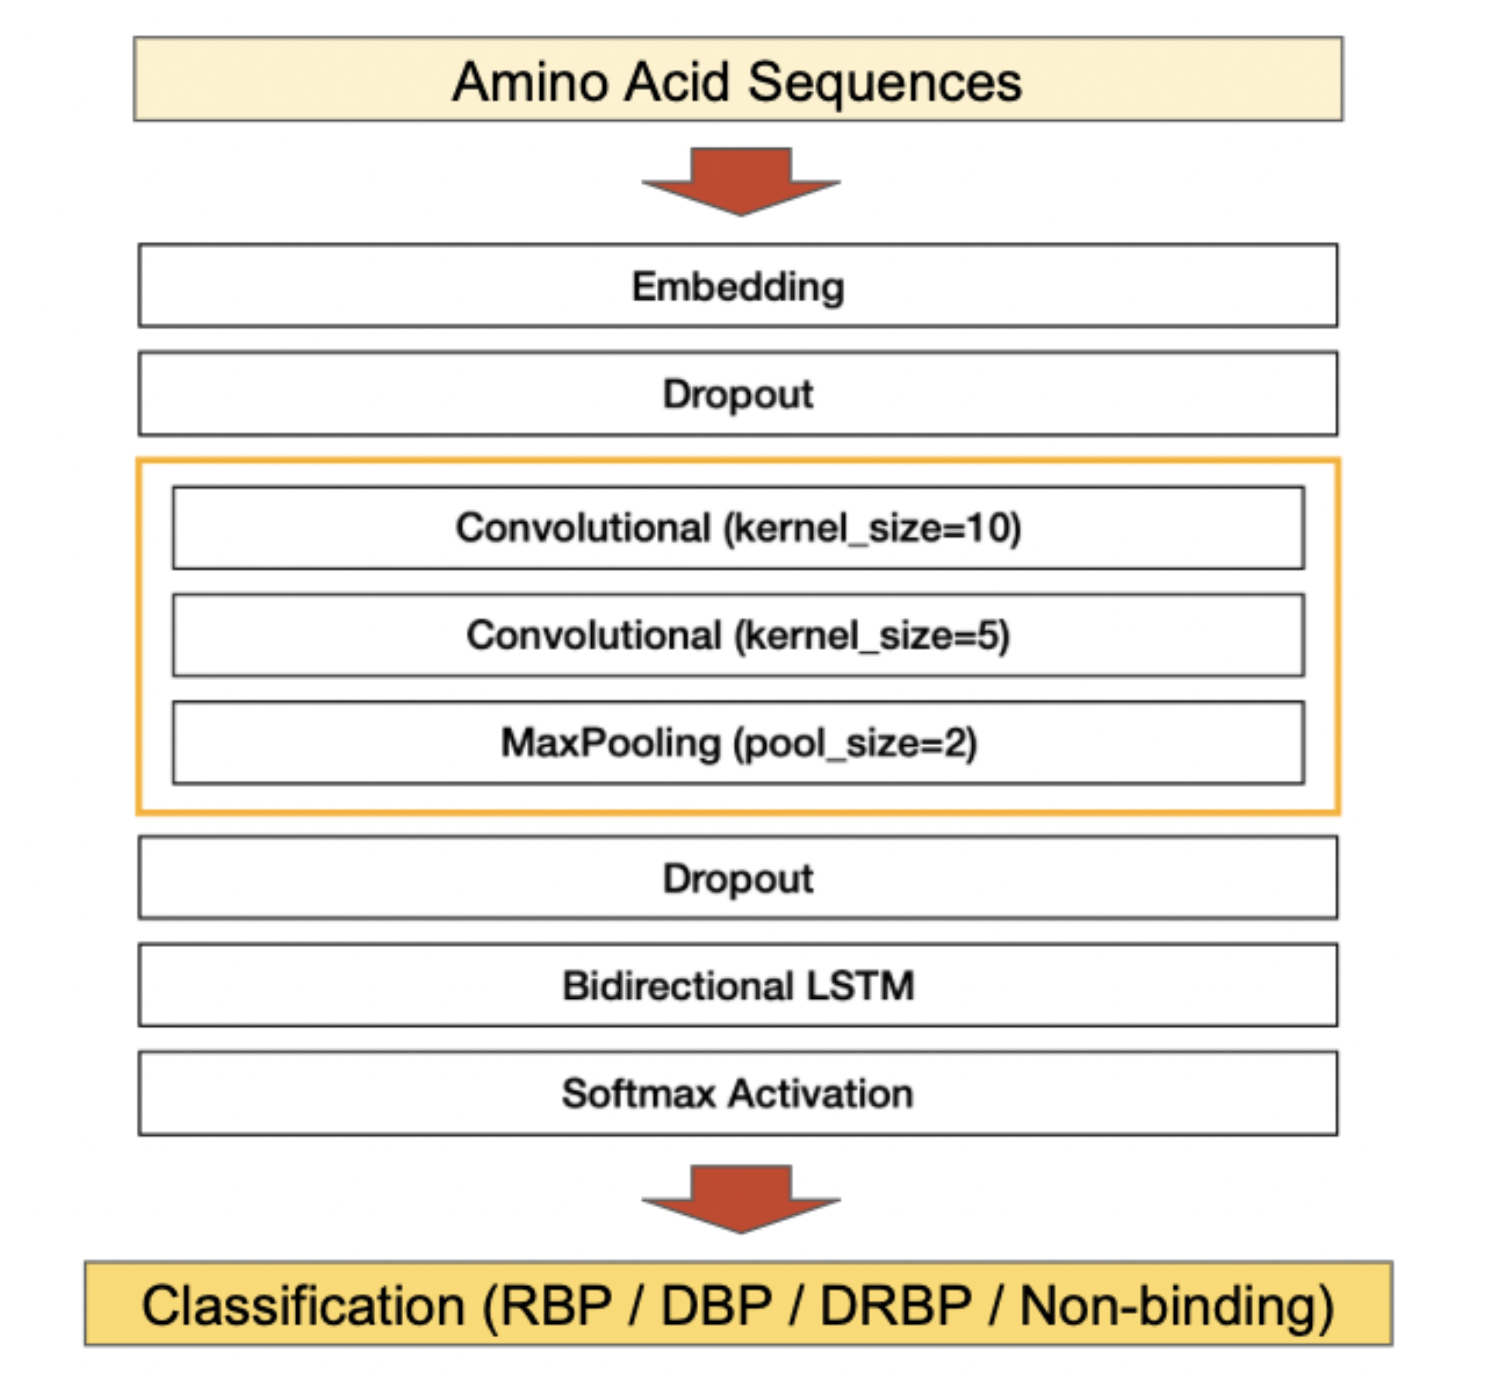 Amino Acid Sequences
Embedding
Dropout
Convolutional (kernel_size=10)
Convolutional (kernel_size=5)
MaxPooling (pool_size=2)
Dropout
Bidirectional LSTM
Softmax Activation
Classification (RBP / DBP / DRBP / Non-binding)